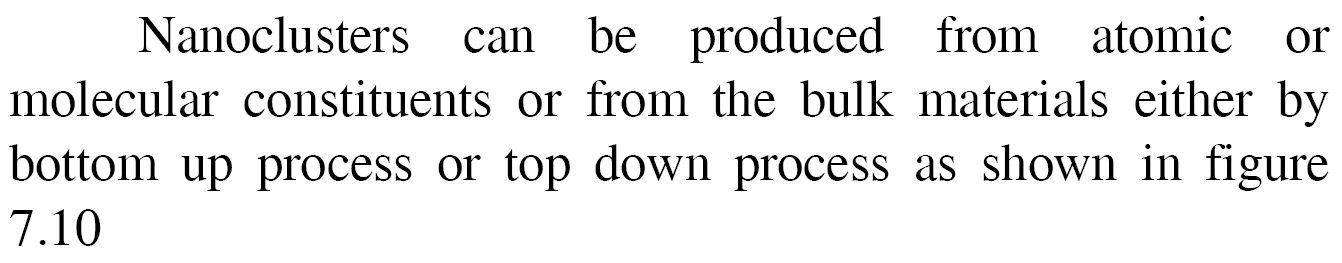 Nanoclusters can be produced from atomic or
molecular constituents or from the bulk materials either by
bottom up process or top down process as shown in figure
7.10